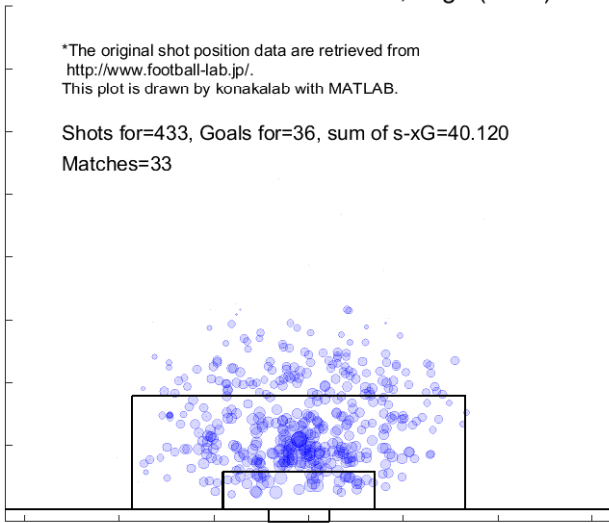 *The original shot position data are retrieved from
http://www.football-lab.jp/.
This plot is drawn by konakalab with MATLAB.
Shots for=433, Goals for=36, sum of s-xG=40.120
Matches=33